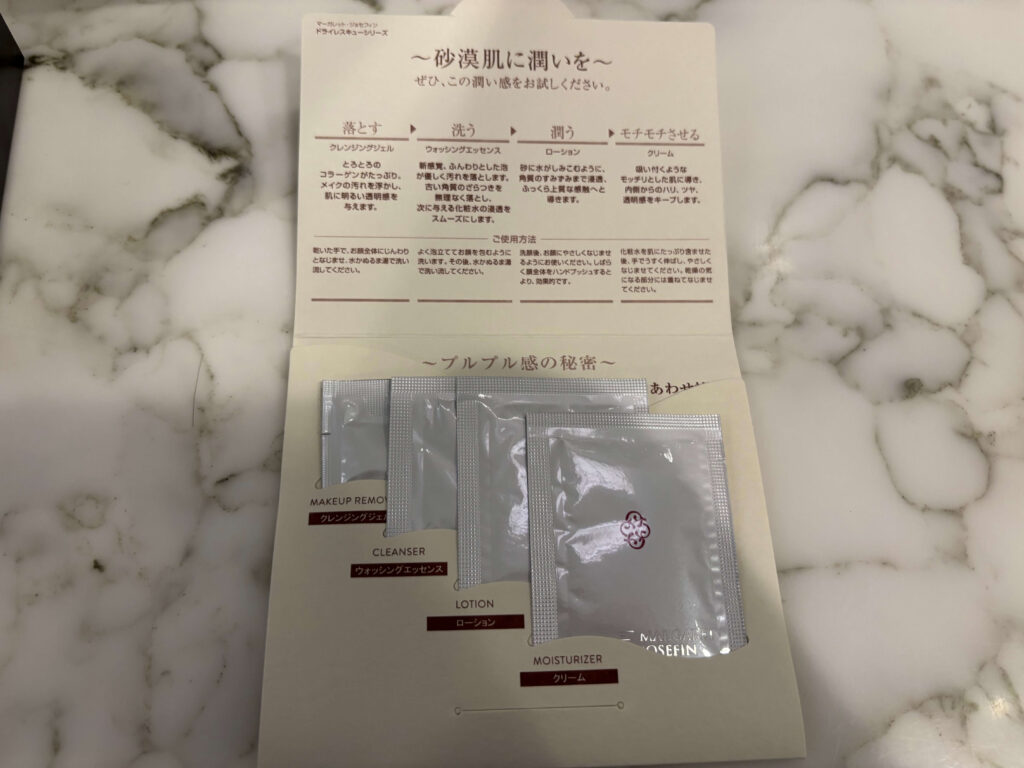 マーガレット・ジョセフィン
ドライレスキューシリーズ
～砂漠肌に潤いを～
ぜひ、この潤い感をお試しください。
落とす
クレンジングジェル
とろとろの
コラーゲンがたっぷり。
メイクの汚れを浮かし、
肌に明るい透明感を
与えます。
洗う
ウォッシングエッセンス
新感覚、ふんわりとした泡
が優しく汚れを落とします。
古い角質のざらつきを
無理なく落とし、
次に与える化粧水の浸透を
スムーズにします。
潤う
ローション
砂に水がしみこむように、
角質のすみずみまで浸透、
ふっくら上質な感触へと
導きます。
モチモチさせる
クリーム
吸い付くような
モッチリとした肌に導き、
内側からのハリ、ツヤ、
透明感をキープします。
ご使用方法
乾いた手で、お顔全体にじんわり
となじませ、水かぬるま湯で洗い
流してください。
よく泡立ててお顔を包むように
洗います。その後、水かぬるま湯
で洗い流してください。
洗顔後、お顔にやさしくなじませ
るようにお使いください。しばら
く顔全体をハンドプッシュすると
より、効果的です。
化粧水を肌にたっぷり含ませた
後、手でうすく伸ばし、やさしく
なじませてください。乾燥の気
になる部分には重ねてなじませ
てください。
～プルプル感の秘密～
あわせ
MAKEUP REMOV
クレンジングジェル
CLEANSER
ウォッシングエッセンス
LOTION
ローション
MOISTURIZER
クリーム
OSEFIN